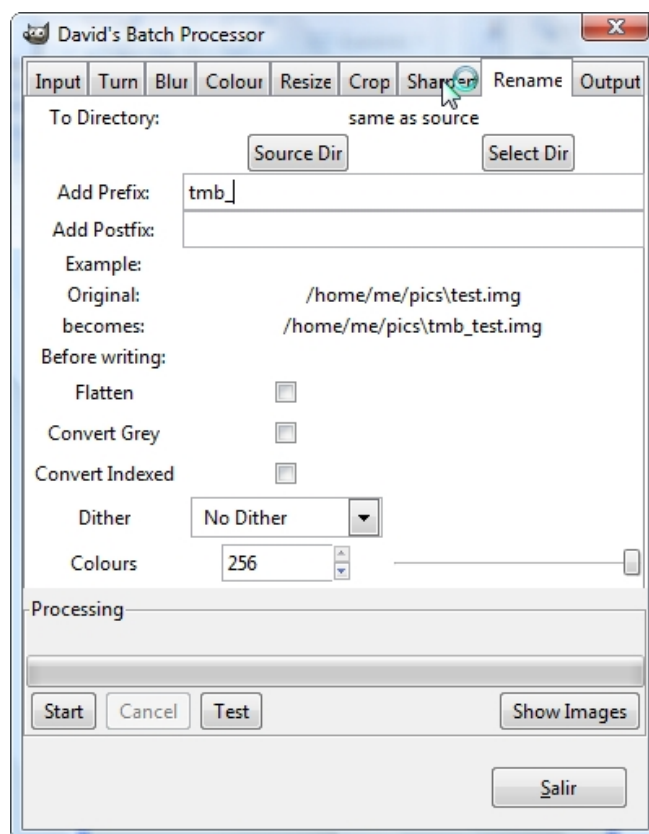 David's Batch Processor
Input Turn Blur Colour Resize Crop Sharpen Rename Output
To Directory: same as source
Source Dir Select Dir
Add Prefix: tmb_
Add Postfix:
Example:
Original: /home/me/pics\test.img
becomes: /home/me/pics\tmb_test.img
Before writing:
Flatten
Convert Grey
Convert Indexed
Dither No Dither
Colours 256
Processing
Start Cancel Test Show Images
Salir